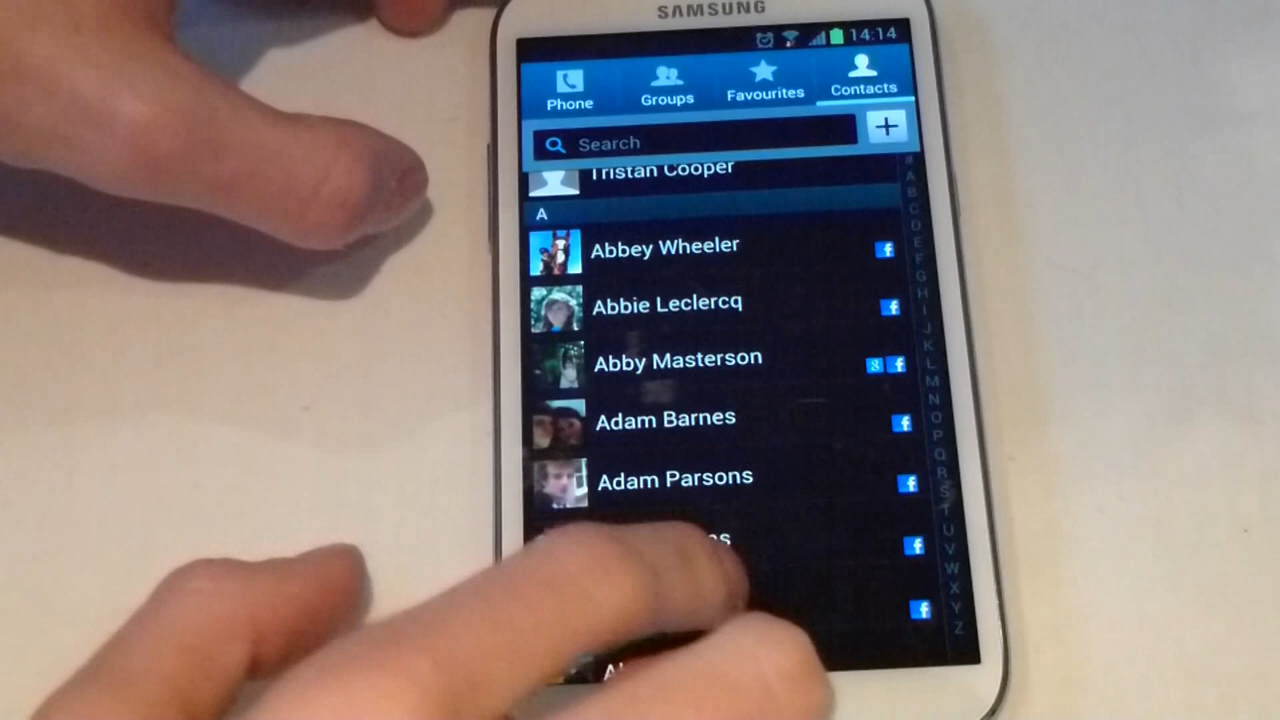 SAMSUNG
14:14
Phone Groups Favourites Contacts
Search +
Tristan Cooper
A
Abbey Wheeler f
Abbie Leclercq f
Abby Masterson 8 f
Adam Barnes f
Adam Parsons f
f
f
#
A
B
C
D
E
F
G
H
I
J
K
L
M
N
O
P
Q
R
S
T
U
V
W
X
Y
Z